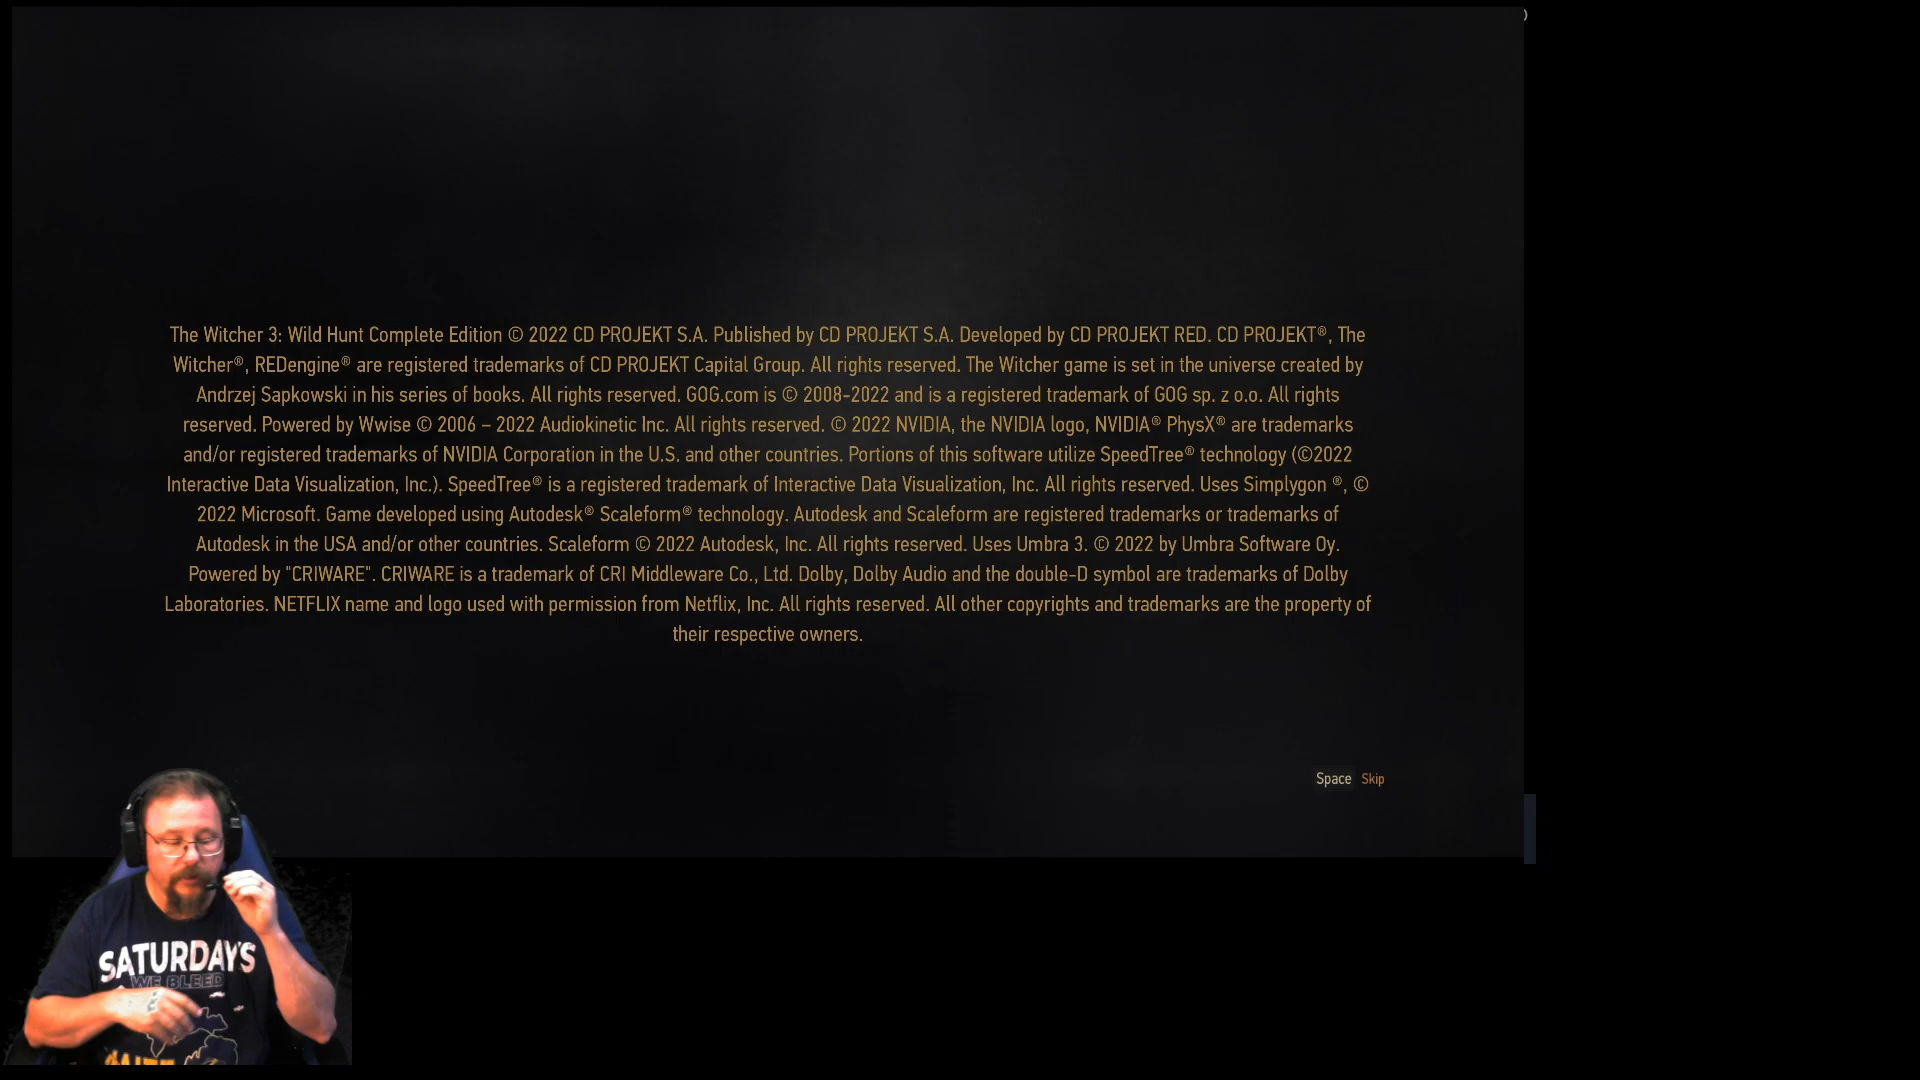 The Witcher 3: Wild Hunt Complete Edition © 2022 CD PROJEKT S.A. Published by CD PROJEKT S.A. Developed by CD PROJEKT RED. CD PROJEKT®, The
Witcher®, REDengine® are registered trademarks of CD PROJEKT Capital Group. All rights reserved. The Witcher game is set in the universe created by
Andrzej Sapkowski in his series of books. All rights reserved. GOG.com is © 2008-2022 and is a registered trademark of GOG sp. z o.o. All rights
reserved. Powered by Wwise © 2006 – 2022 Audiokinetic Inc. All rights reserved. © 2022 NVIDIA, the NVIDIA logo, NVIDIA® PhysX® are trademarks
and/or registered trademarks of NVIDIA Corporation in the U.S. and other countries. Portions of this software utilize SpeedTree® technology (©2022
Interactive Data Visualization, Inc.). SpeedTree® is a registered trademark of Interactive Data Visualization, Inc. All rights reserved. Uses Simplygon ®, ©
2022 Microsoft. Game developed using Autodesk® Scaleform® technology. Autodesk and Scaleform are registered trademarks or trademarks of
Autodesk in the USA and/or other countries. Scaleform © 2022 Autodesk, Inc. All rights reserved. Uses Umbra 3. © 2022 by Umbra Software Oy.
Powered by "CRIWARE". CRIWARE is a trademark of CRI Middleware Co., Ltd. Dolby, Dolby Audio and the double-D symbol are trademarks of Dolby
Laboratories. NETFLIX name and logo used with permission from Netflix, Inc. All rights reserved. All other copyrights and trademarks are the property of
their respective owners.
Space Skip
SATURDAYS
WE BLEED